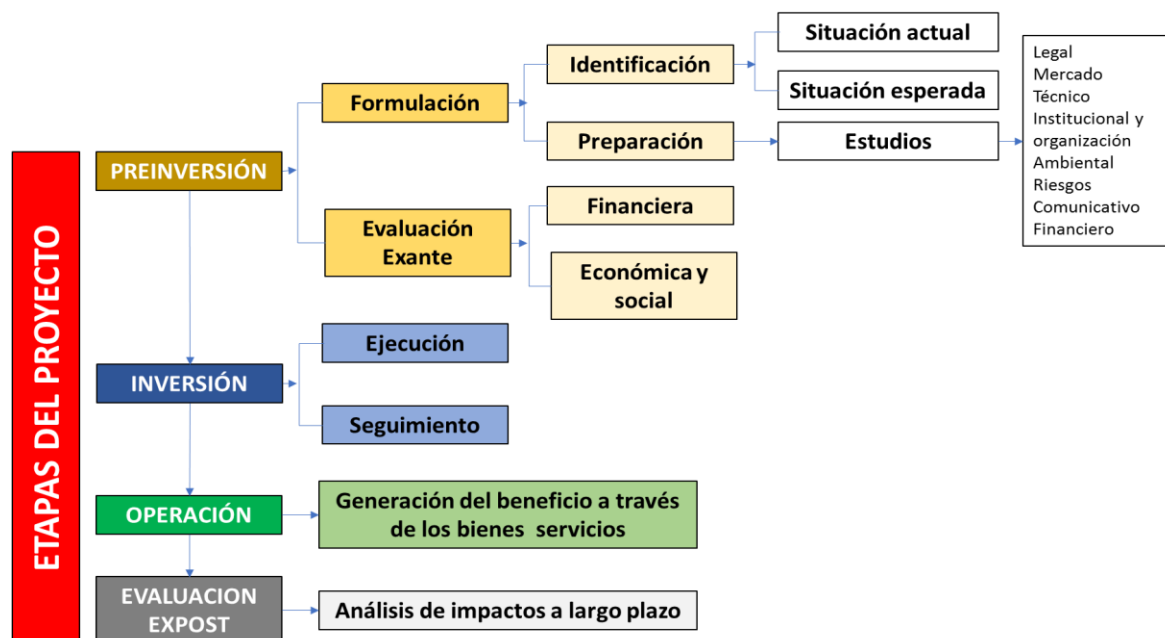 ETAPAS DEL PROYECTO
PREINVERSIÓN
Formulación
Identificación
Situación actual
Situación esperada
Preparación
Estudios
Legal
Mercado
Técnico
Institucional y
organización
Ambiental
Riesgos
Comunicativo
Financiero
Evaluación
Exante
Financiera
Económica y
social
INVERSIÓN
Ejecución
Seguimiento
OPERACIÓN
Generación del beneficio a través
de los bienes servicios
EVALUACION
EXPOST
Análisis de impactos a largo plazo